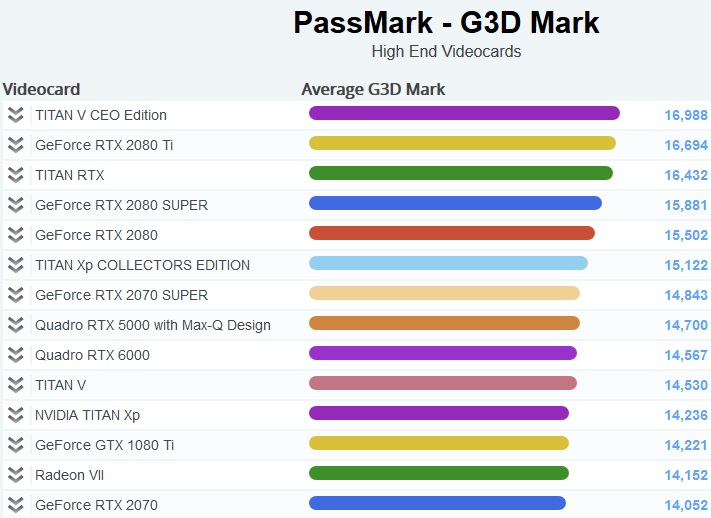 PassMark - G3D Mark
High End Videocards
Videocard Average G3D Mark
TITAN V CEO Edition 16,988
GeForce RTX 2080 Ti 16,694
TITAN RTX 16,432
GeForce RTX 2080 SUPER 15,881
GeForce RTX 2080 15,502
TITAN Xp COLLECTORS EDITION 15,122
GeForce RTX 2070 SUPER 14,843
Quadro RTX 5000 with Max-Q Design 14,700
Quadro RTX 6000 14,567
TITAN V 14,530
NVIDIA TITAN Xp 14,236
GeForce GTX 1080 Ti 14,221
Radeon VII 14,152
GeForce RTX 2070 14,052